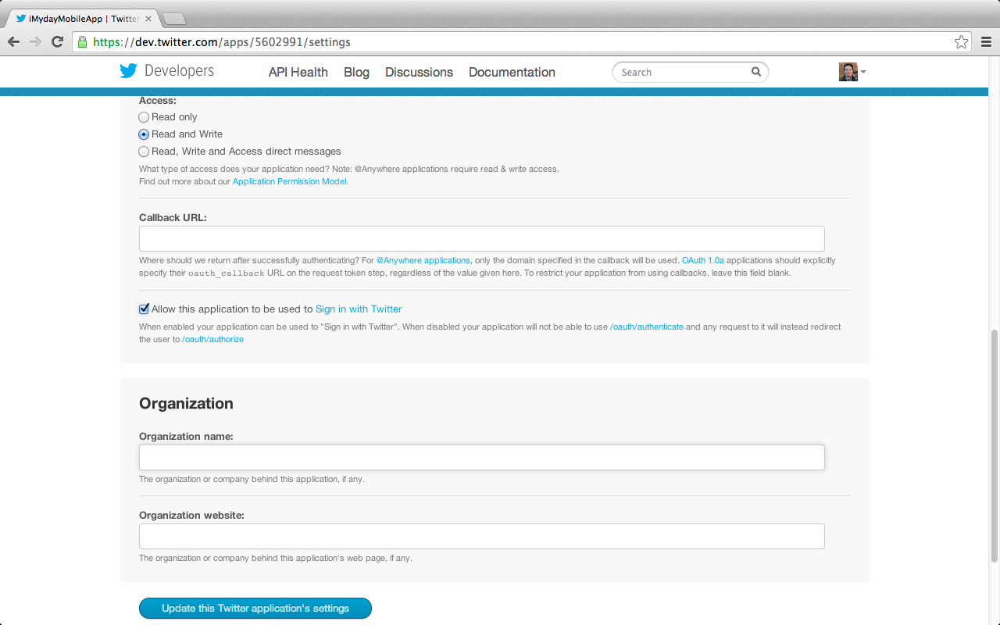 iMydayMobileApp | Twitter
https://dev.twitter.com/apps/5602991/settings
Developers API Health Blog Discussions Documentation Search
Access:
Read only
Read and Write
Read, Write and Access direct messages
What type of access does your application need? Note: @Anywhere applications require read & write access.
Find out more about our Application Permission Model.
Callback URL:
Where should we return after successfully authenticating? For @Anywhere applications, only the domain specified in the callback will be used. OAuth 1.0a applications should explicitly
specify their oauth_callback URL on the request token step, regardless of the value given here. To restrict your application from using callbacks, leave this field blank.
Allow this application to be used to Sign in with Twitter
When enabled your application can be used to "Sign in with Twitter". When disabled your application will not be able to use /oauth/authenticate and any request to it will instead redirect
the user to /oauth/authorize
Organization
Organization name:
The organization or company behind this application, if any.
Organization website:
The organization or company behind this application's web page, if any.
Update this Twitter application's settings